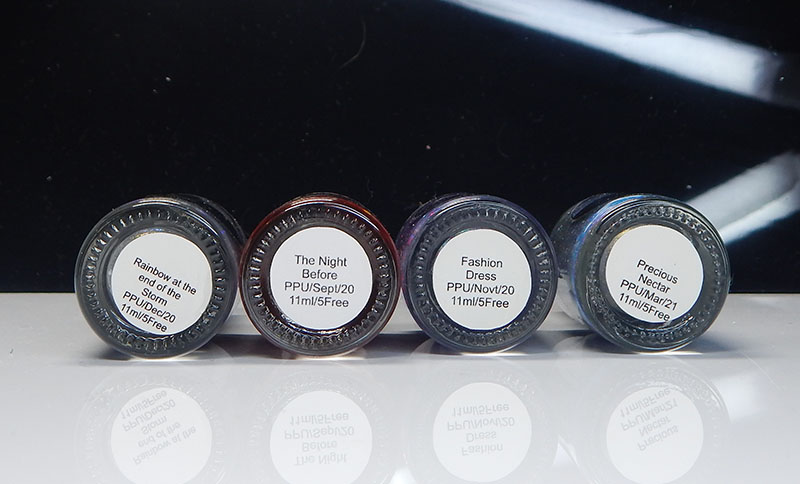 Rainbow at the
end of the
Storm
PPU/Dec/20
11ml/5Free
The Night
Before
PPU/Sept/20
11ml/5Free
Fashion
Dress
PPU/Novt/20
11ml/5Free
Precious
Nectar
PPU/Mar/21
11ml/5Free